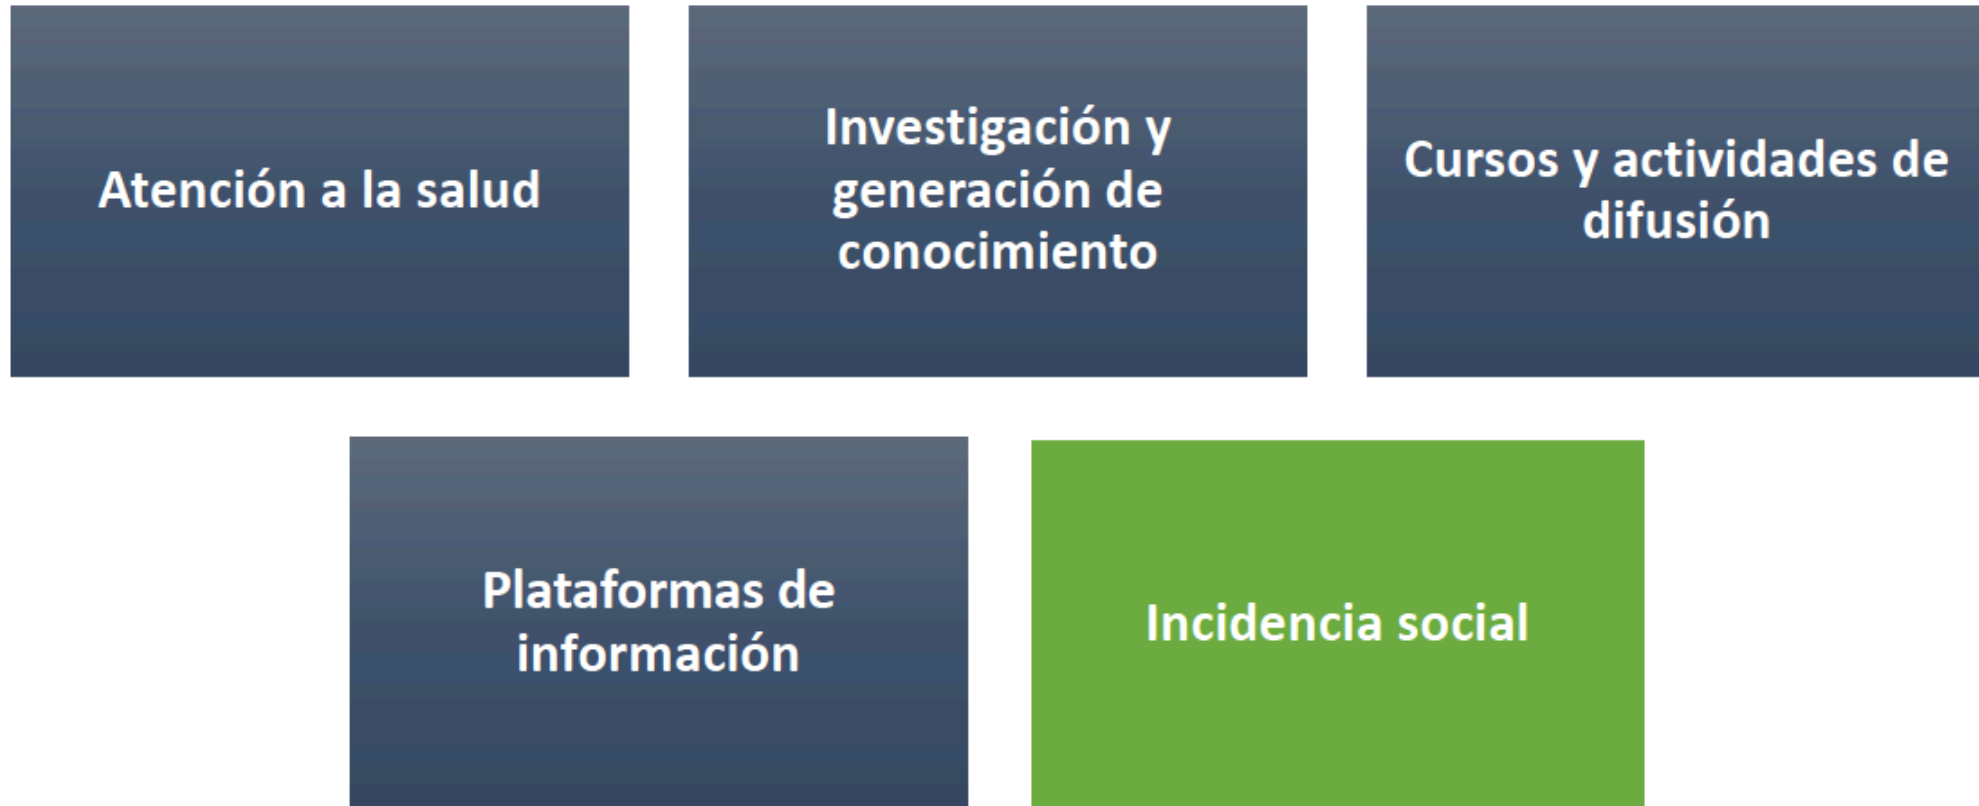 Atención a la salud
Investigación y
generación de
conocimiento
Cursos y actividades de
difusión
Plataformas de
información
Incidencia social